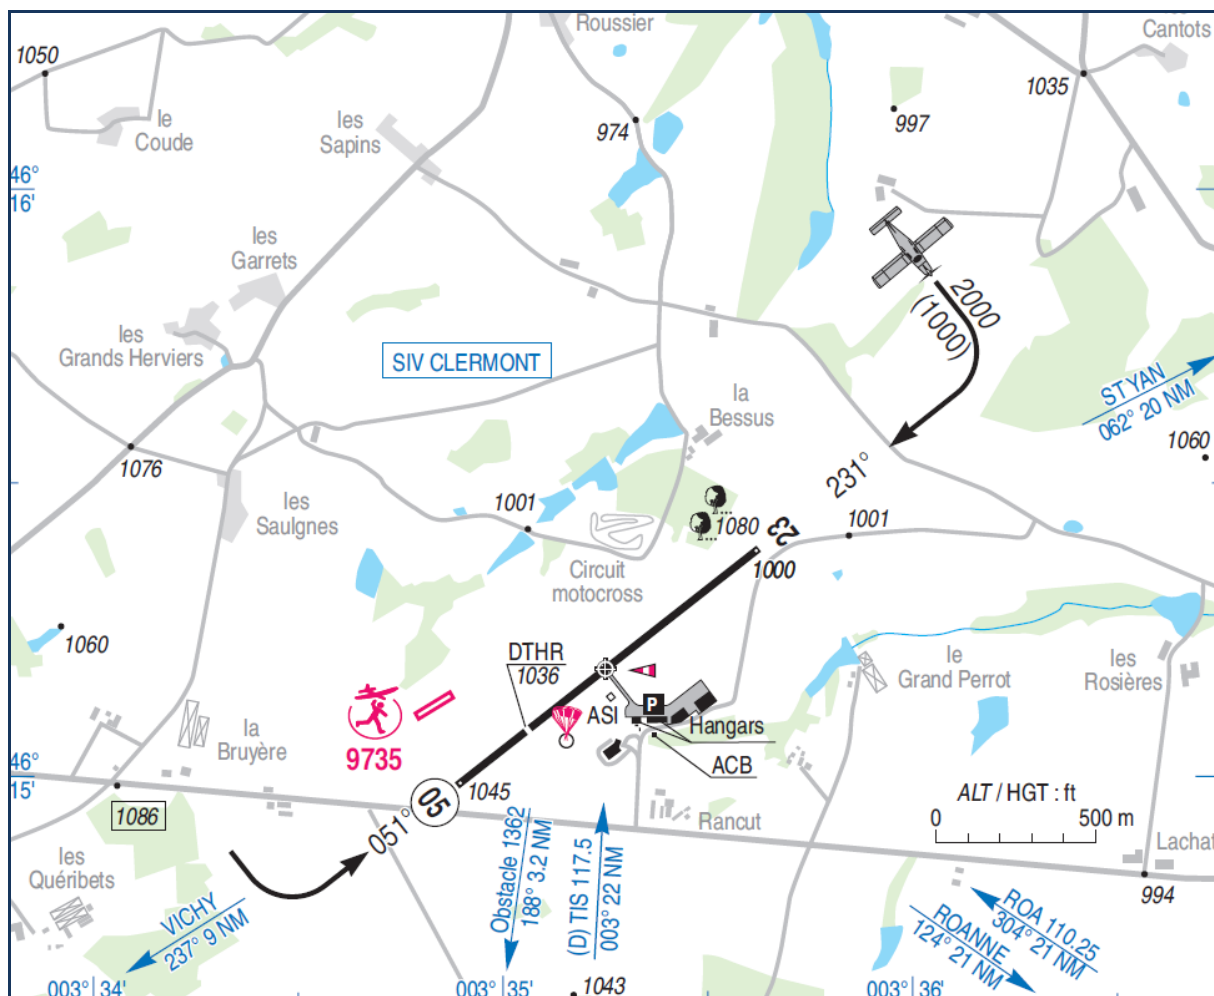 Roussier
Cantots
1050
1035
le
Coude
les
Sapins
974
997
46°
16'
les
Garrets
2000
(1000)
les
Grands Herviers
SIV CLERMONT
ST YAN
062° 20 NM
la
Bessus
1060
1076
231°
les
Saulgnes
1001
1080
23
1001
Circuit
motocross
1000
1060
DTHR
1036
le
Grand Perrot
les
Rosières
P
ASI
Hangars
la
Bruyère
9735
ACB
46°
15'
1045
05
051°
1086
Rancut
ALT / HGT : ft
0 500 m
Lachat
les
Quéribets
Obstacle 1362
188° 3.2 NM
(D) TIS 117.5
003° 22 NM
994
VICHY
237° 9 NM
ROA 110.25
304° 21 NM
ROANNE
124° 21 NM
003° 34'
003° 35'
1043
003° 36'